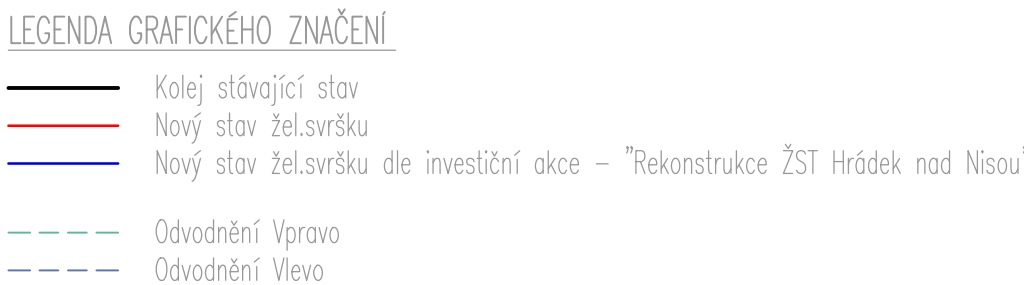 LEGENDA GRAFICKÉHO ZNAČENÍ
Kolej stávající stav
Nový stav žel.svršku
Nový stav žel.svršku dle investiční akce – "Rekonstrukce ŽST Hrádek nad Nisou"
Odvodnění Vpravo
Odvodnění Vlevo